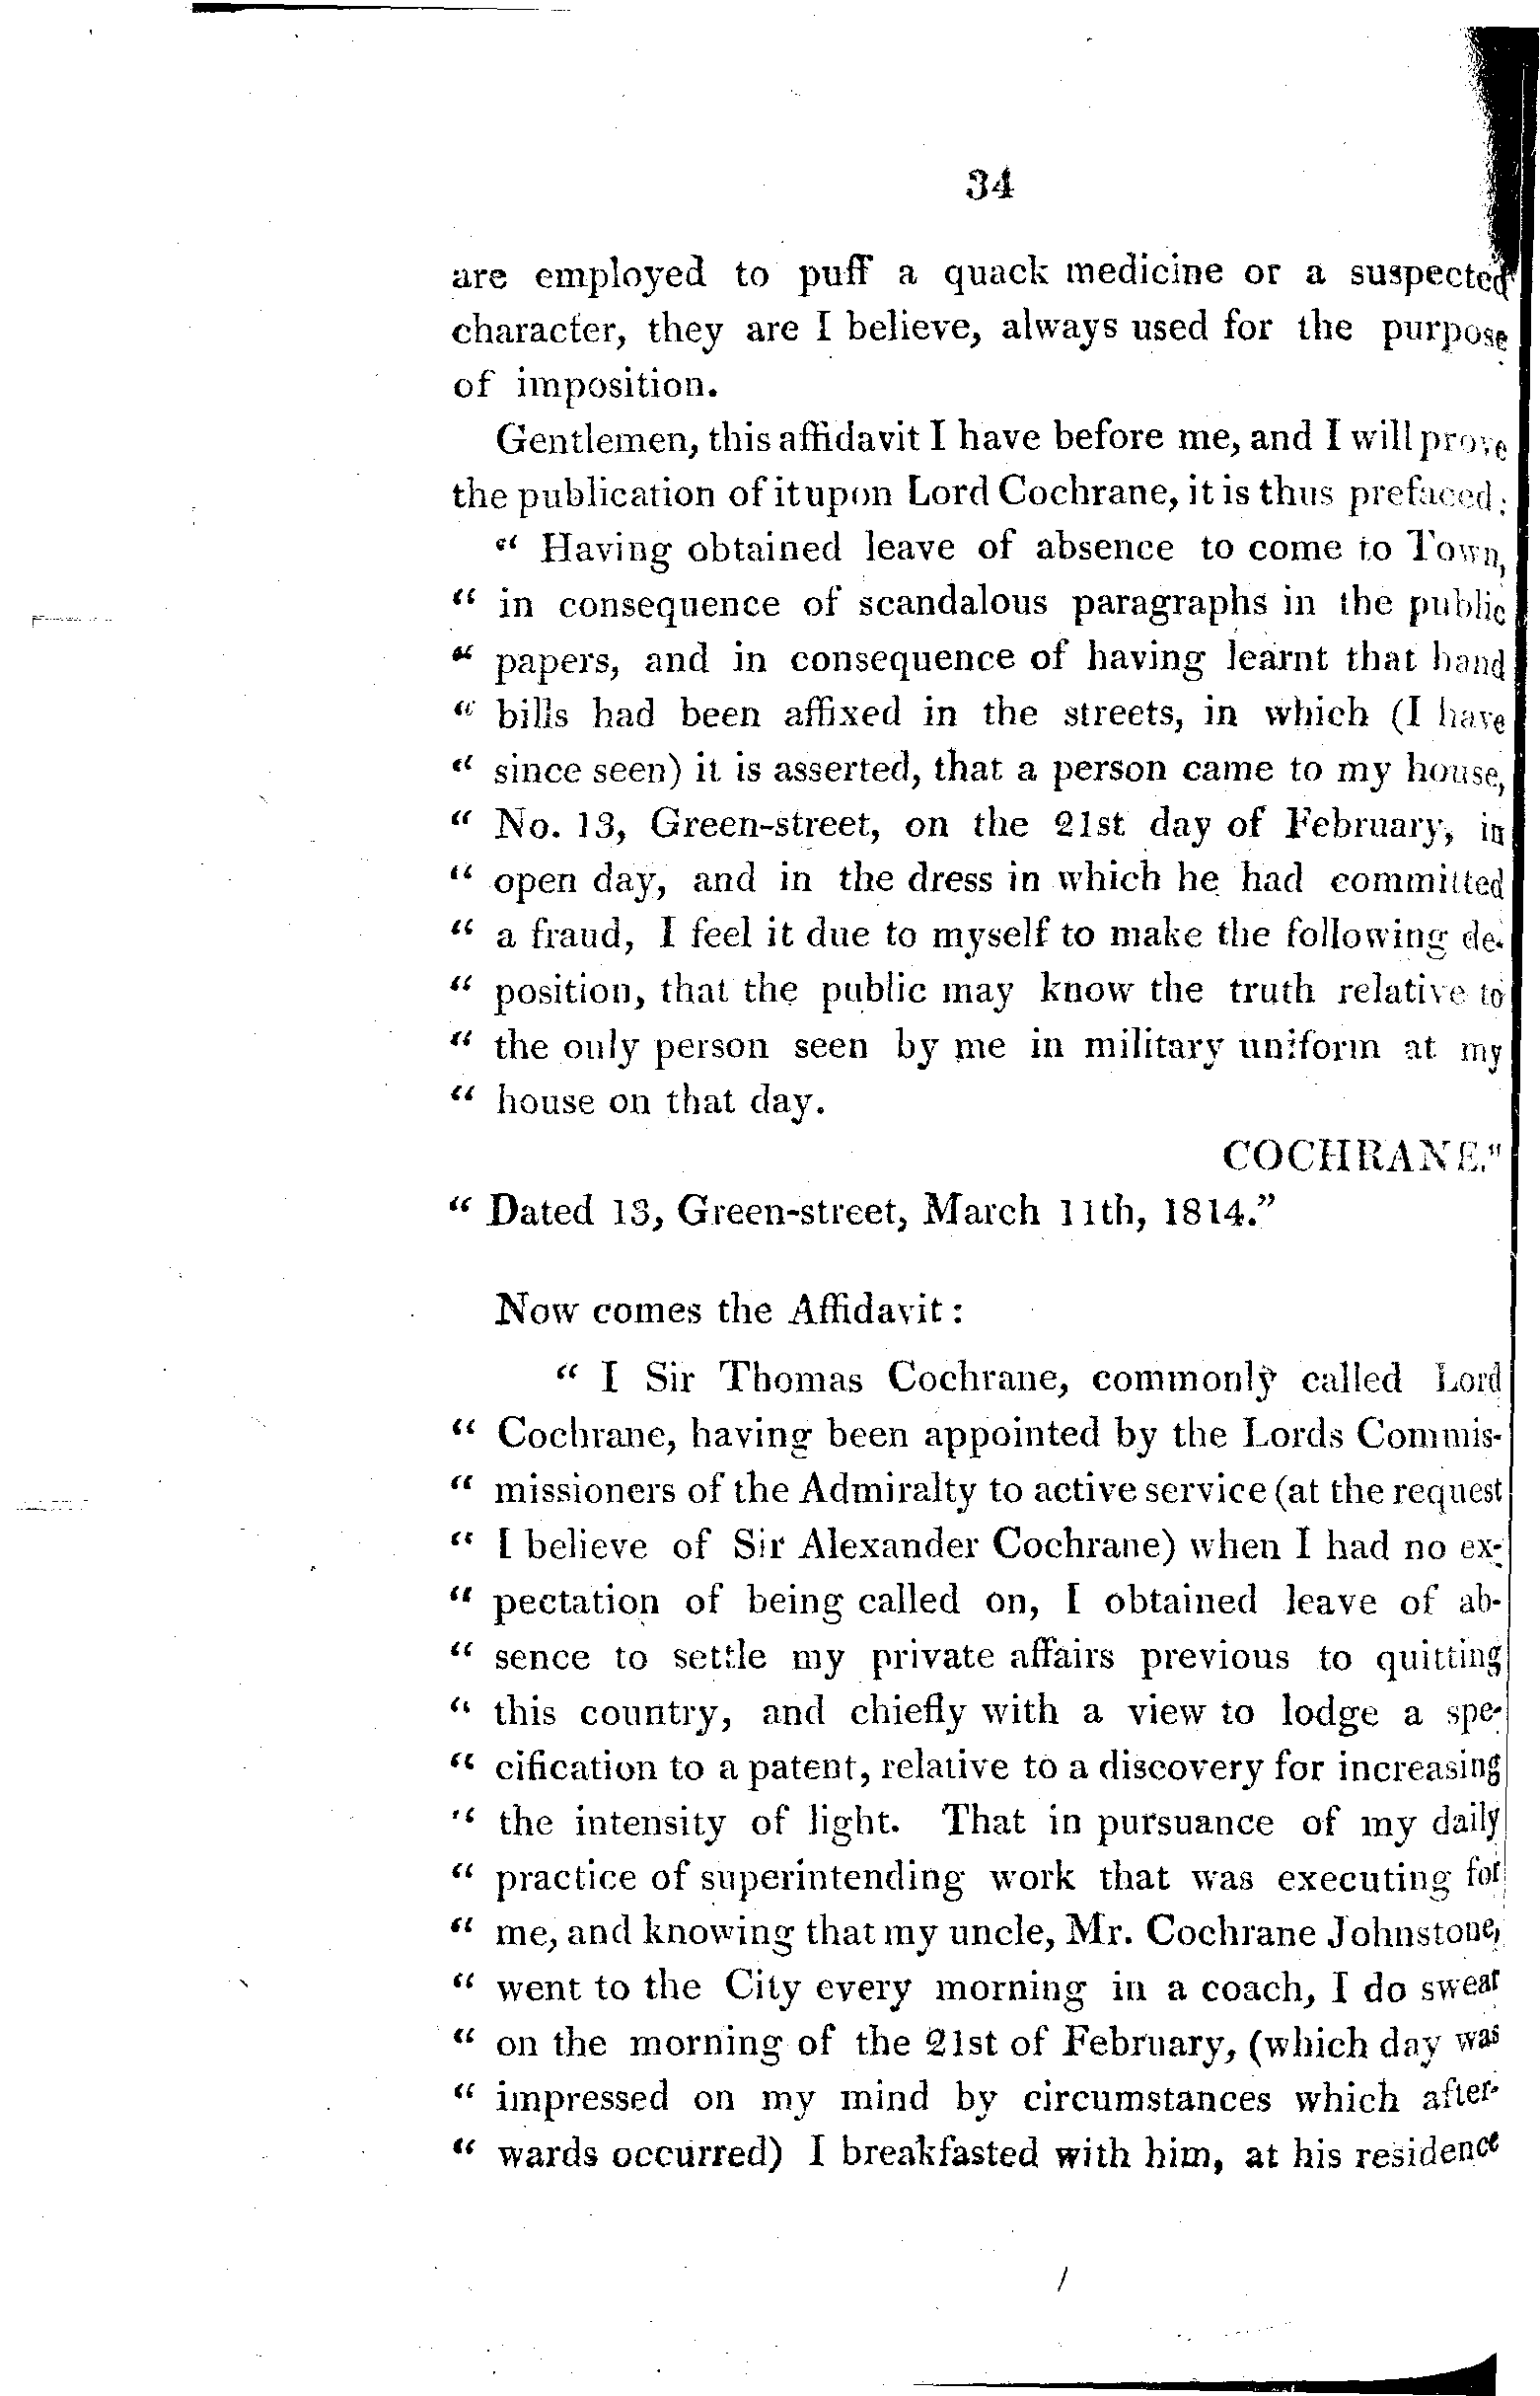 34
are employed to puff a quack medicine or a suspected
character, they are I believe, always used for the purpose
of imposition.
Gentlemen, this affidavit I have before me, and I will prove
the publication of it upon Lord Cochrane, it is thus prefaced:
" Having obtained leave of absence to come to Town,
" in consequence of scandalous paragraphs in the public
" papers, and in consequence of having learnt that hand
" bills had been affixed in the streets, in which (I have
" since seen) it is asserted, that a person came to my house,
" No. 13, Green-street, on the 21st day of February, in
" open day, and in the dress in which he had committed
" a fraud, I feel it due to myself to make the following de-
" position, that the public may know the truth relative to
" the only person seen by me in military uniform at my
" house on that day.
COCHRANE."
" Dated 13, Green-street, March 11th, 1814."
Now comes the Affidavit:
" I Sir Thomas Cochrane, commonly called Lord
" Cochrane, having been appointed by the Lords Commis-
" missioners of the Admiralty to active service (at the request
" I believe of Sir Alexander Cochrane) when I had no ex-
" pectation of being called on, I obtained leave of ab-
" sence to settle my private affairs previous to quitting
" this country, and chiefly with a view to lodge a spe-
" cification to a patent, relative to a discovery for increasing
" the intensity of light. That in pursuance of my daily
" practice of superintending work that was executing for
" me, and knowing that my uncle, Mr. Cochrane Johnstone,
" went to the City every morning in a coach, I do swear
" on the morning of the 21st of February, (which day was
" impressed on my mind by circumstances which after-
" wards occurred) I breakfasted with him, at his residence